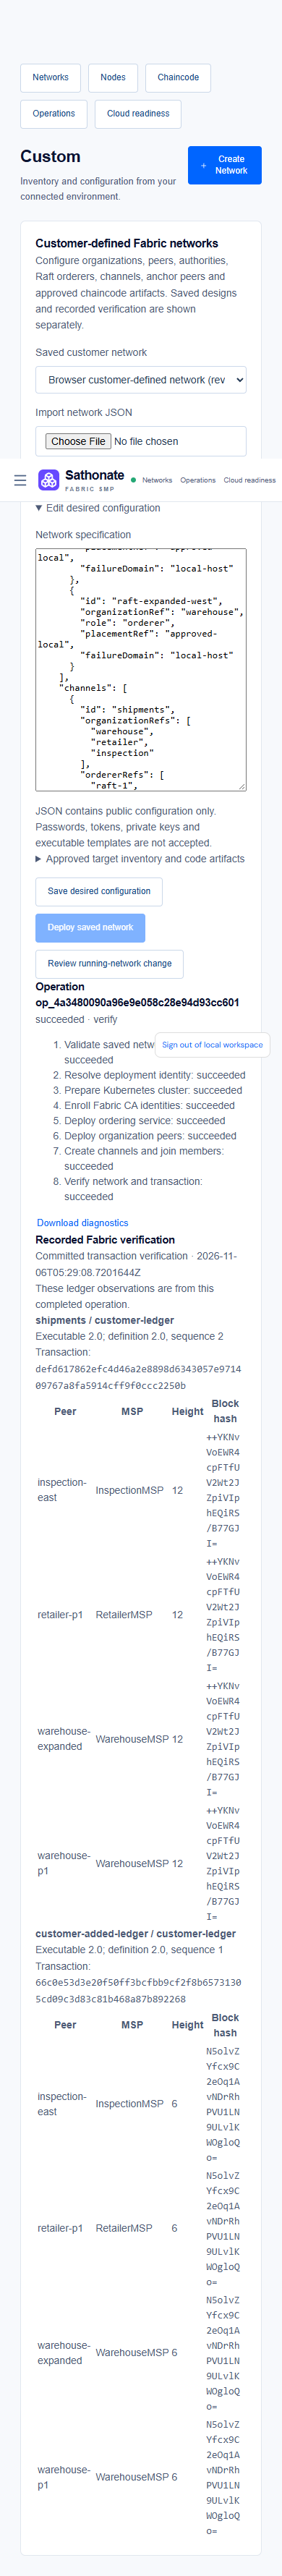 Networks
Nodes
Chaincode
Operations
Cloud readiness
Custom
+ Create Network
Inventory and configuration from your
connected environment.
Customer-defined Fabric networks
Configure organizations, peers, authorities,
Raft orderers, channels, anchor peers and
approved chaincode artifacts. Saved designs
and recorded verification are shown
separately.
Saved customer network
Browser customer-defined network (rev
Import network JSON
Choose File No file chosen
Sathonate
FABRIC SMP
Networks
Operations
Cloud readiness
▼ Edit desired configuration
Network specification
local",
"failureDomain": "local-host"
},
{
"id": "raft-expanded-west",
"organizationRef": "warehouse",
"role": "orderer",
"placementRef": "approved-
local",
"failureDomain": "local-host"
}
],
"channels": [
{
"id": "shipments",
"organizationRefs": [
"warehouse",
"retailer",
"inspection"
],
"ordererRefs": [
"raft-1",
JSON contains public configuration only.
Passwords, tokens, private keys and
executable templates are not accepted.
▶ Approved target inventory and code artifacts
Save desired configuration
Deploy saved network
Review running-network change
Operation
op_4a3480090a96e9e058c28e94d93cc601
succeeded · verify
Sign out of local workspace
1. Validate saved netw
succeeded
2. Resolve deployment identity: succeeded
3. Prepare Kubernetes cluster: succeeded
4. Enroll Fabric CA identities: succeeded
5. Deploy ordering service: succeeded
6. Deploy organization peers: succeeded
7. Create channels and join members:
succeeded
8. Verify network and transaction:
succeeded
Download diagnostics
Recorded Fabric verification
Committed transaction verification · 2026-11-
06T05:29:08.7201644Z
These ledger observations are from this
completed operation.
shipments / customer-ledger
Executable 2.0; definition 2.0, sequence 2
Transaction:
defd617862efc4d46a2e8898d6343057e9714
09767a8fa5914cff9f0ccc2250b
Peer MSP Height Block hash
inspection-east InspectionMSP 12 ++YKNvVoEWR4cpFTfUV2Wt2JZpiVIphEQiRS/B77GJI=
retailer-p1 RetailerMSP 12 ++YKNvVoEWR4cpFTfUV2Wt2JZpiVIphEQiRS/B77GJI=
warehouse-expanded WarehouseMSP 12 ++YKNvVoEWR4cpFTfUV2Wt2JZpiVIphEQiRS/B77GJI=
warehouse-p1 WarehouseMSP 12 ++YKNvVoEWR4cpFTfUV2Wt2JZpiVIphEQiRS/B77GJI=
customer-added-ledger / customer-ledger
Executable 2.0; definition 2.0, sequence 1
Transaction:
66c0e53d3e20f50ff3bcfbb9cf2f8b6573130
5cd09c3d83c81b468a87b892268
Peer MSP Height Block hash
inspection-east InspectionMSP 6 N5olvZYfcx9C2eOq1AvNDrRhPVU1LN9ULvlKWOgloQo=
retailer-p1 RetailerMSP 6 N5olvZYfcx9C2eOq1AvNDrRhPVU1LN9ULvlKWOgloQo=
warehouse-expanded WarehouseMSP 6 N5olvZYfcx9C2eOq1AvNDrRhPVU1LN9ULvlKWOgloQo=
warehouse-p1 WarehouseMSP 6 N5olvZYfcx9C2eOq1AvNDrRhPVU1LN9ULvlKWOgloQo=